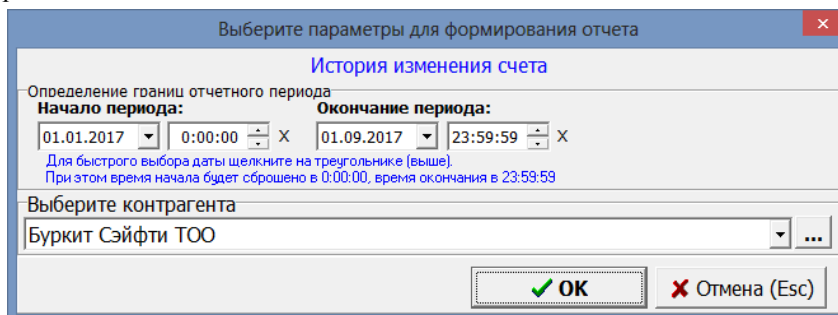 Выберите параметры для формирования отчета
История изменения счета
Определение границ отчетного периода
Начало периода: Окончание периода:
01.01.2017 0:00:00 X 01.09.2017 23:59:59 X
Для быстрого выбора даты щелкните на треугольнике (выше).
При этом время начала будет сброшено в 0:00:00, время окончания в 23:59:59
Выберите контрагента
Буркит Сэйфти ТОО ...
OK Отмена (Esc)